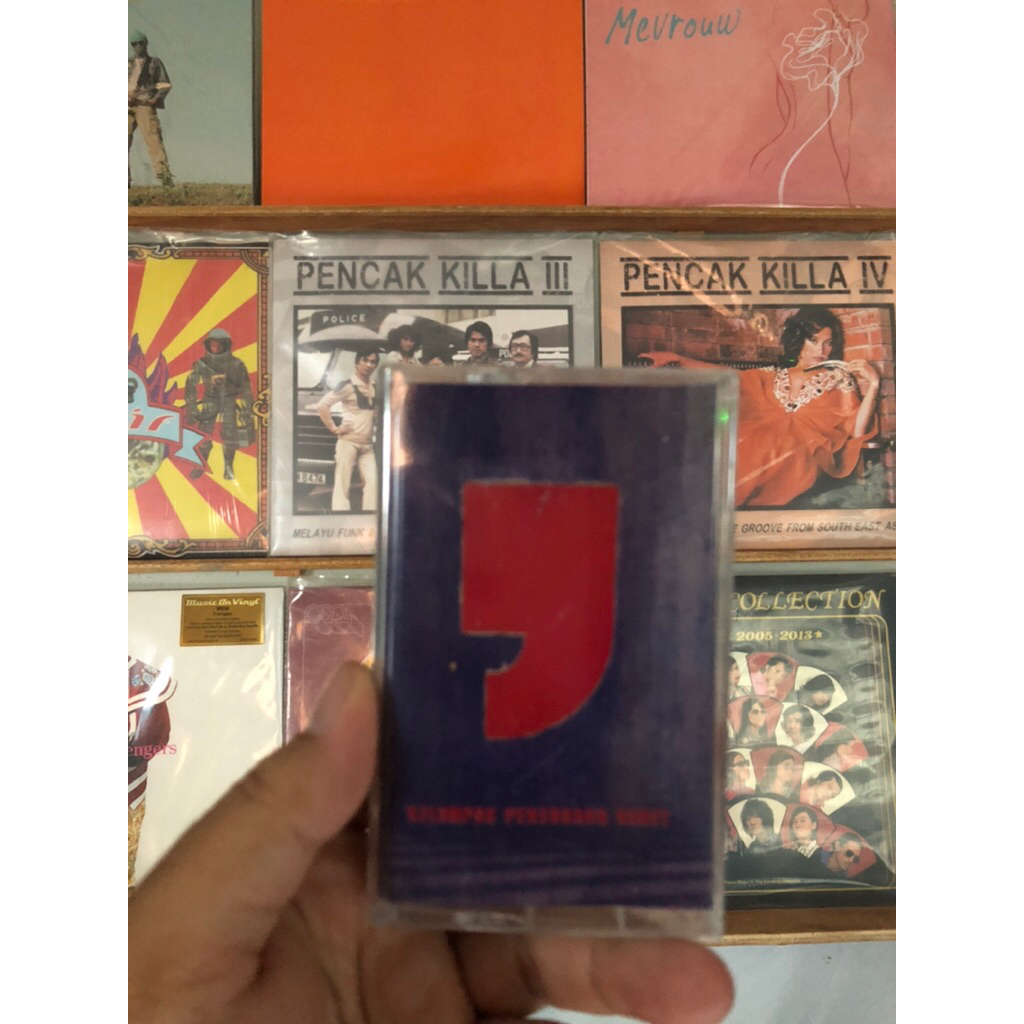 Mevrouw
PENCAK KILLA III
PENCAK KILLA IV
POLICE
MELAYU FUNK &
E GROOVE FROM SOUTH EAST AS
Music On Vinyl
COLLECTION
2005-2013★
engers
KELOMPOK PENERBANG ROKET